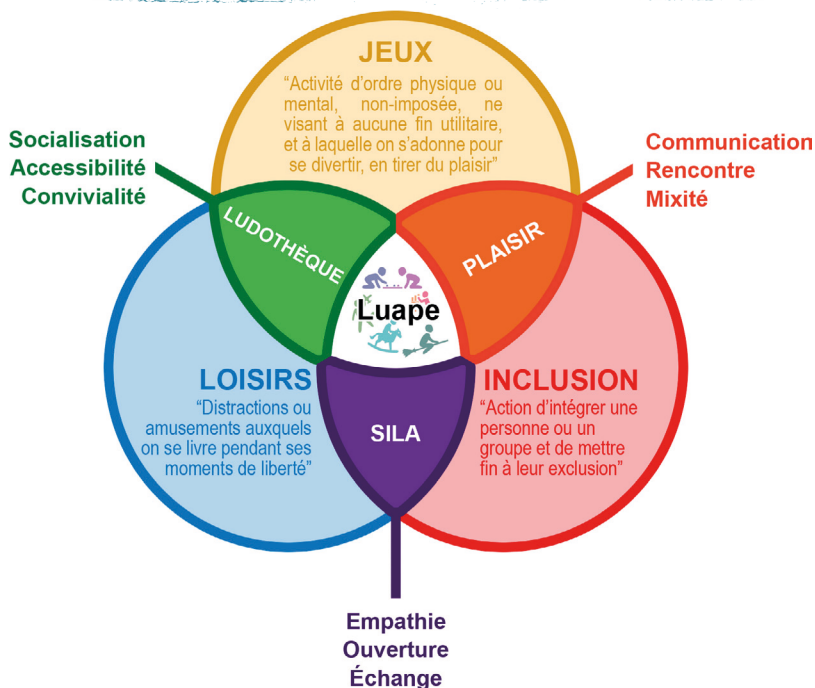 JEUX
“Activité d’ordre physique ou
mental, non-imposée, ne
visant à aucune fin utilitaire,
et à laquelle on s’adonne pour
se divertir, en tirer du plaisir”
Socialisation
Accessibilité
Convivialité
Communication
Rencontre
Mixité
LUDOTHÈQUE
PLAISIR
Luape
LOISIRS
“Distractions ou
amusements auxquels
on se livre pendant ses
moments de liberté”
INCLUSION
“Action d’intégrer une
personne ou un
groupe et de mettre
fin à leur exclusion”
SILA
Empathie
Ouverture
Échange